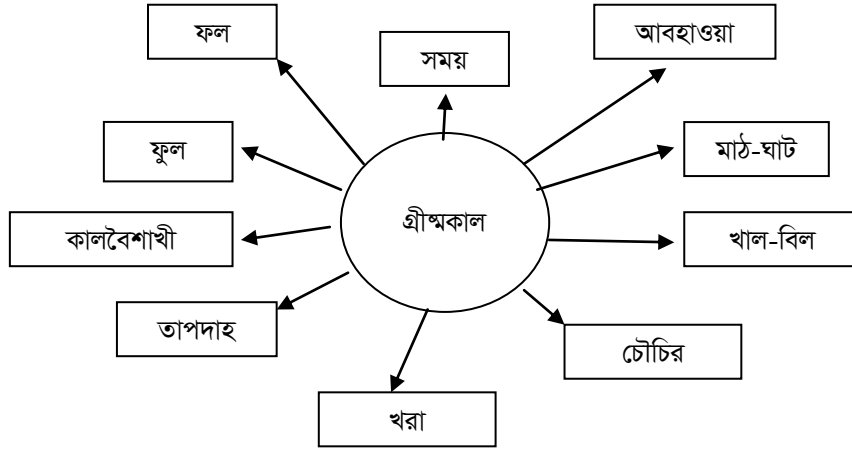 ফল
সময়
আবহাওয়া
ফুল
মাঠ-ঘাট
কালবৈশাখী
গ্রীষ্মকাল
খাল-বিল
তাপদাহ
চৌচির
খরা